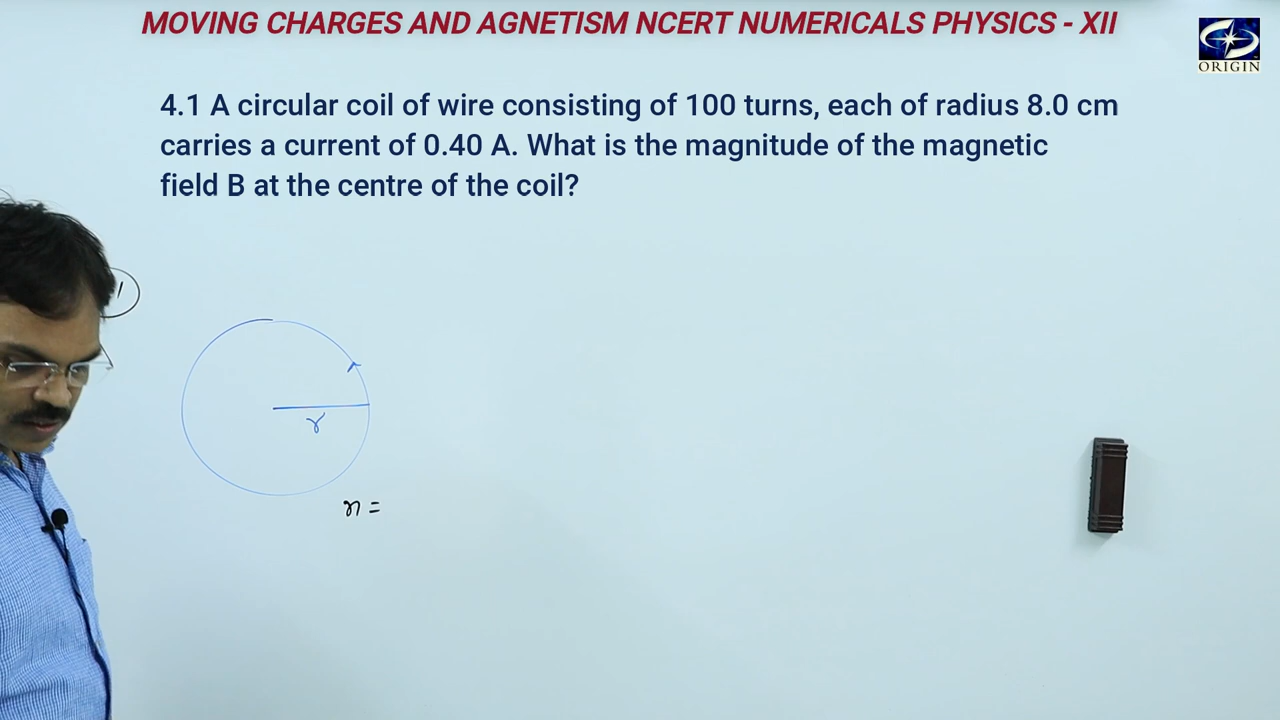 MOVING CHARGES AND AGNETISM NCERT NUMERICALS PHYSICS - XII
ORIGIN
4.1 A circular coil of wire consisting of 100 turns, each of radius 8.0 cm
carries a current of 0.40 A. What is the magnitude of the magnetic
field B at the centre of the coil?
1
r
n =